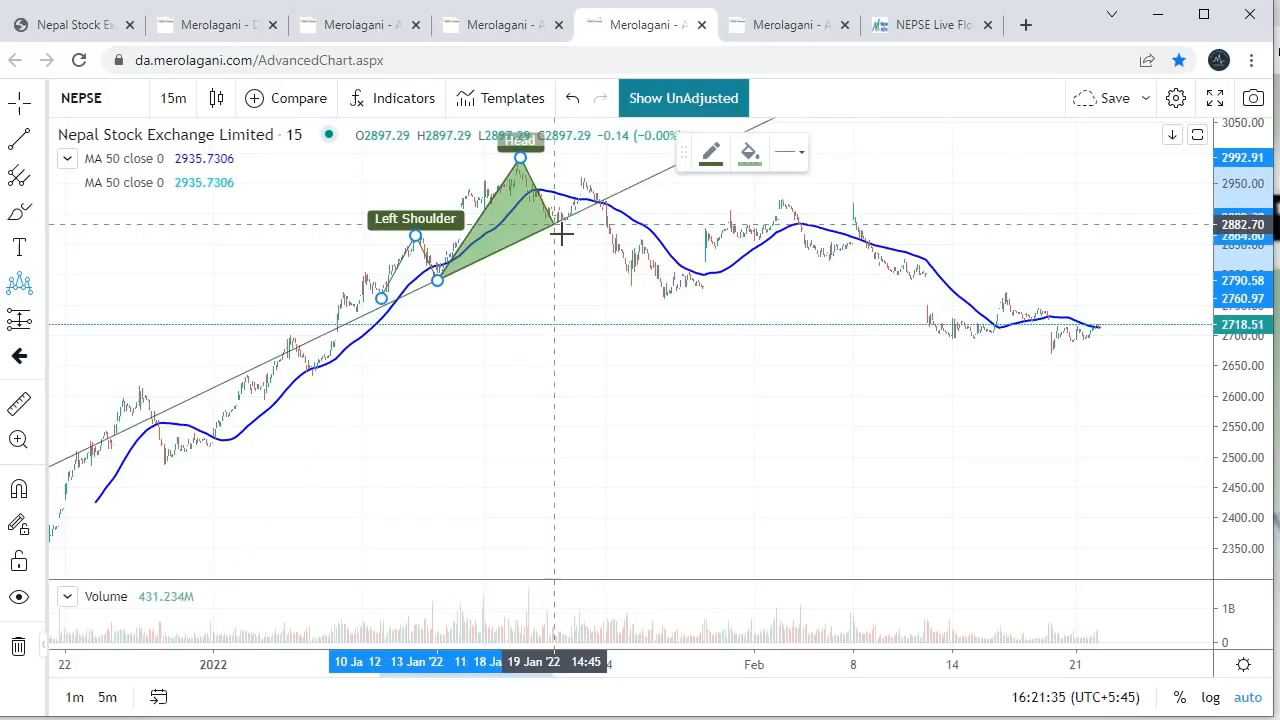 Nepal Stock Ex
Merolagani - D
Merolagani - A
Merolagani - A
Merolagani - A
Merolagani - A
NEPSE Live Flo
da.merolagani.com/AdvancedChart.aspx
NEPSE
15m
Compare
Indicators
Templates
Show UnAdjusted
Save
Nepal Stock Exchange Limited · 15
O2897.29 H2897.29 L2897.29 C2897.29 −0.14 (−0.00%)
MA 50 close 0 2935.7306
MA 50 close 0 2935.7306
Head
Left Shoulder
3050.00
2992.91
2950.00
2882.70
2790.58
2760.97
2718.51
2700.00
2650.00
2600.00
2550.00
2500.00
2450.00
2400.00
2350.00
Volume 431.234M
1B
0
22
2022
10 Ja
12
13 Jan '22
11:
18 Ja
19 Jan '22 14:45
4
Feb
8
14
21
1m
5m
16:21:35 (UTC+5:45)
%
log
auto